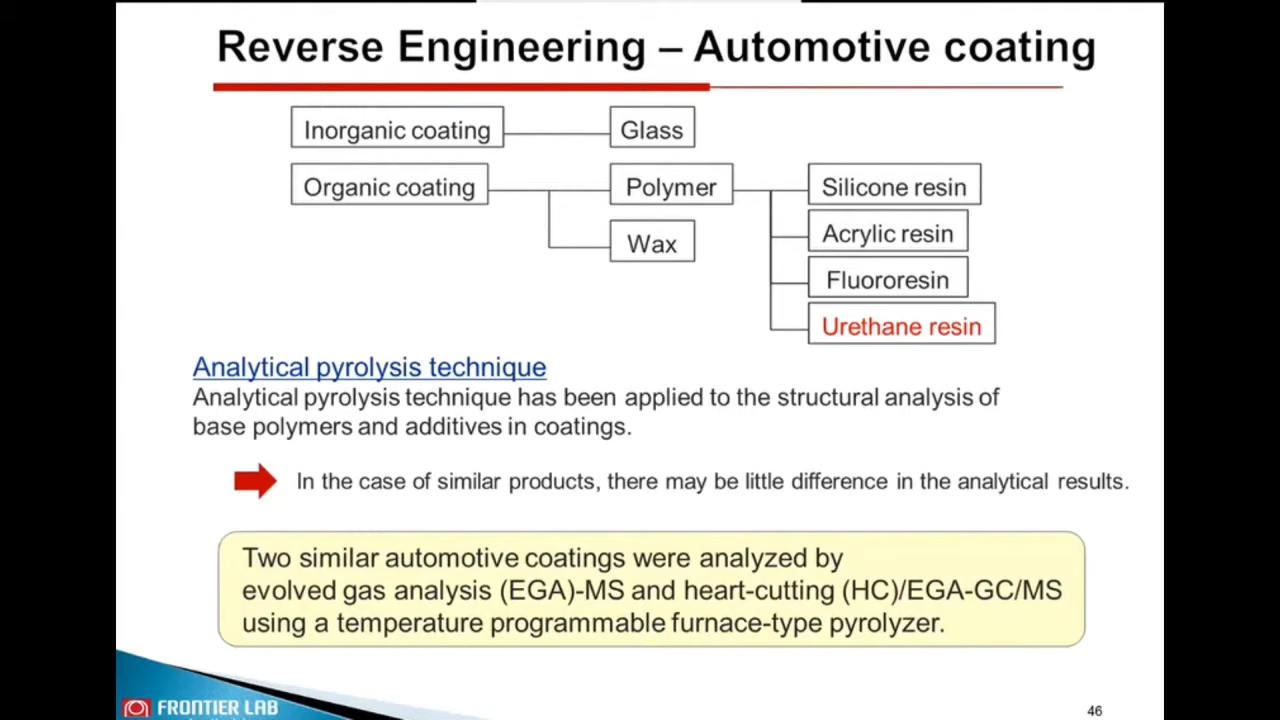 Reverse Engineering – Automotive coating
Inorganic coating
Glass
Organic coating
Polymer
Silicone resin
Acrylic resin
Wax
Fluororesin
Urethane resin
Analytical pyrolysis technique
Analytical pyrolysis technique has been applied to the structural analysis of
base polymers and additives in coatings.
In the case of similar products, there may be little difference in the analytical results.
Two similar automotive coatings were analyzed by
evolved gas analysis (EGA)-MS and heart-cutting (HC)/EGA-GC/MS
using a temperature programmable furnace-type pyrolyzer.
FRONTIER LAB
46